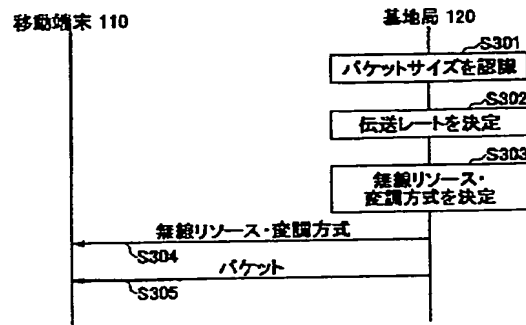 移動端末 110
基地局 120
S301
パケットサイズを認識
S302
伝送レートを決定
S303
無線リソース・
変調方式を決定
無線リソース・変調方式
S304
パケット
S305